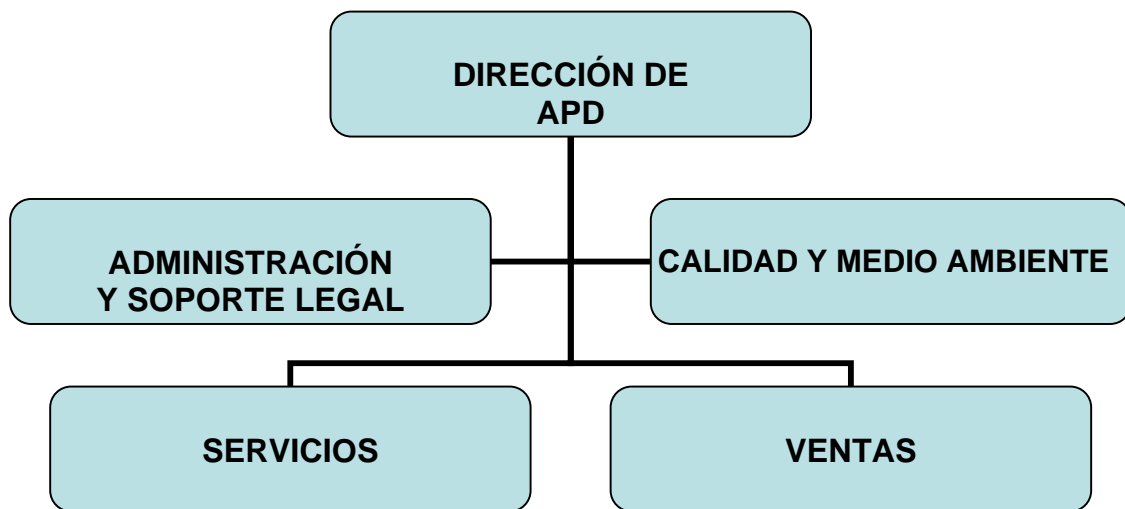 DIRECCIÓN DE
APD
ADMINISTRACIÓN
Y SOPORTE LEGAL
CALIDAD Y MEDIO AMBIENTE
SERVICIOS
VENTAS